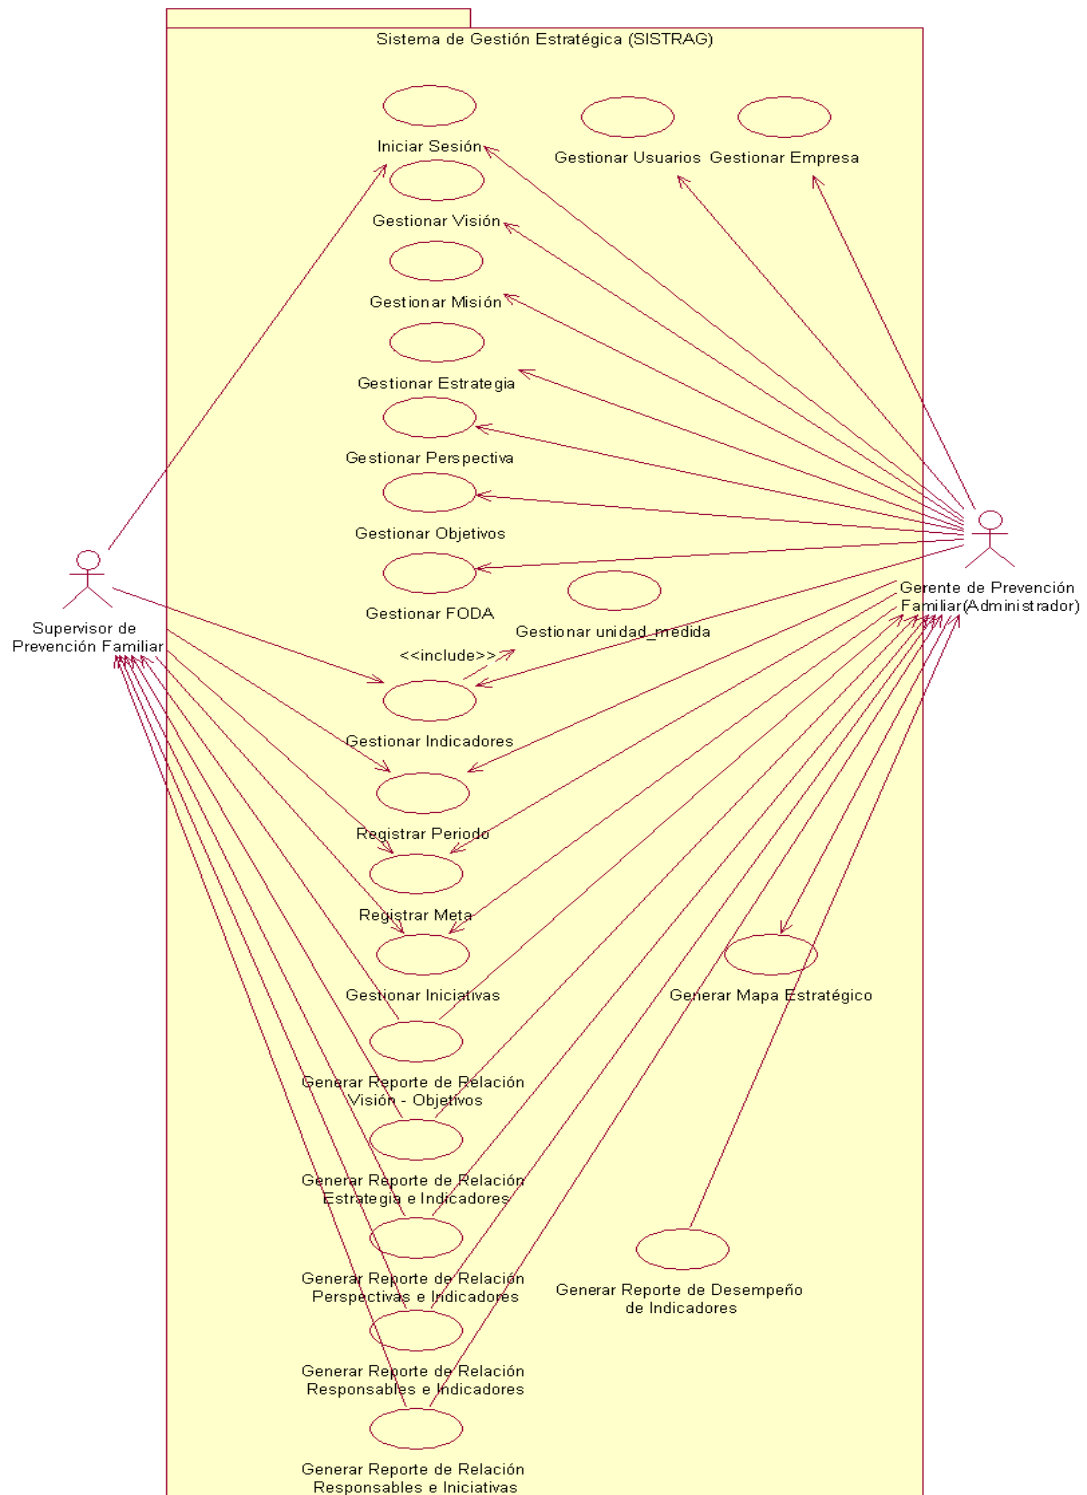 Sistema de Gestión Estratégica (SISTRAG)
Iniciar Sesión
Gestionar Usuarios
Gestionar Empresa
Gestionar Visión
Gestionar Misión
Gestionar Estrategia
Gestionar Perspectiva
Gestionar Objetivos
Gestionar FODA
Gestionar unidad_medida
<<include>>
Supervisor de
Prevención Familiar
Gerente de Prevención
Familiar(Administrador)
Gestionar Indicadores
Registrar Periodo
Registrar Meta
Gestionar Iniciativas
Generar Mapa Estratégico
Generar Reporte de Relación
Visión - Objetivos
Generar Reporte de Relación
Estrategia e Indicadores
Generar Reporte de Relación
Perspectivas e Indicadores
Generar Reporte de Desempeño
de Indicadores
Generar Reporte de Relación
Responsables e Indicadores
Generar Reporte de Relación
Responsables e Iniciativas